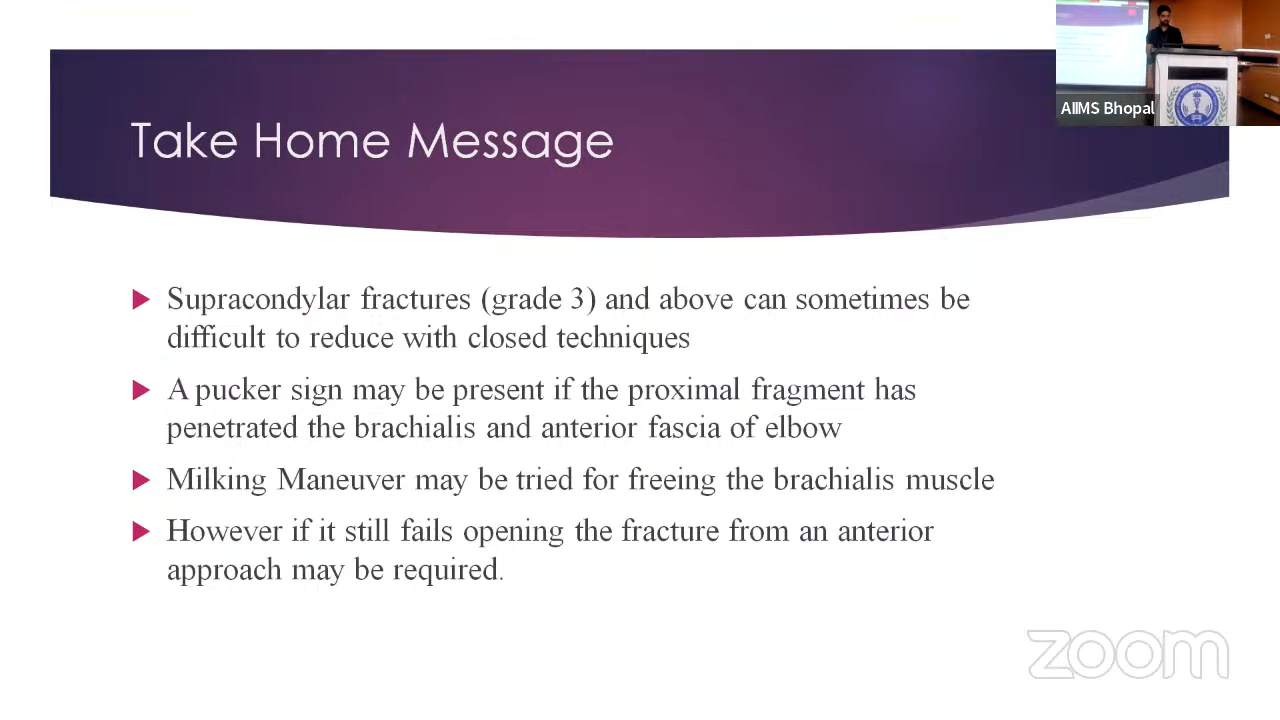 AIIMS Bhopal
Take Home Message
Supracondylar fractures (grade 3) and above can sometimes be
difficult to reduce with closed techniques
A pucker sign may be present if the proximal fragment has
penetrated the brachialis and anterior fascia of elbow
Milking Maneuver may be tried for freeing the brachialis muscle
However if it still fails opening the fracture from an anterior
approach may be required.
zoom